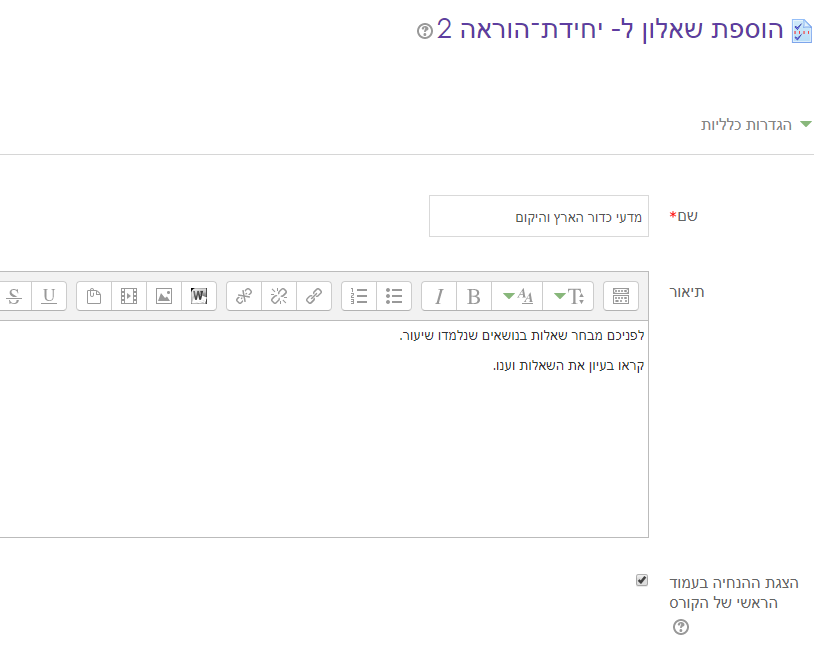 הוספת שאלון ל- יחידת־הוראה 2
הגדרות כלליות
שם*
מדעי כדור הארץ והיקום
תיאור
לפניכם מבחר שאלות בנושאים שנלמדו שיעור.
קראו בעיון את השאלות וענו.
הצגת ההנחיה בעמוד
הראשי של הקורס